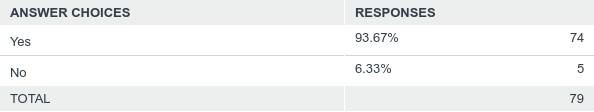 ANSWER CHOICES RESPONSES
Yes 93.67% 74
No 6.33% 5
TOTAL 79